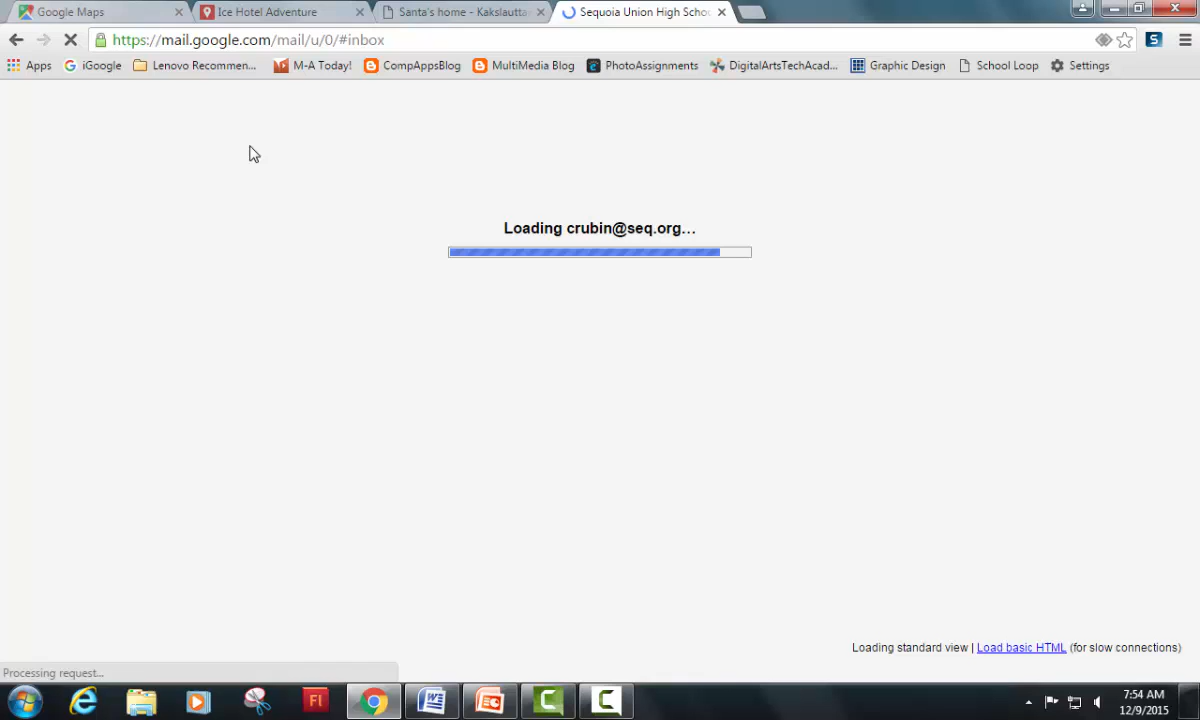 Google Maps
Ice Hotel Adventure
Santa's home - Kakslautta
Sequoia Union High Schoo
https://mail.google.com/mail/u/0/#inbox
Apps
iGoogle
Lenovo Recommen...
M-A Today!
CompAppsBlog
MultiMedia Blog
PhotoAssignments
DigitalArtsTechAcad...
Graphic Design
School Loop
Settings
Loading crubin@seq.org…
Loading standard view | Load basic HTML (for slow connections)
Processing request...
7:54 AM
12/9/2015